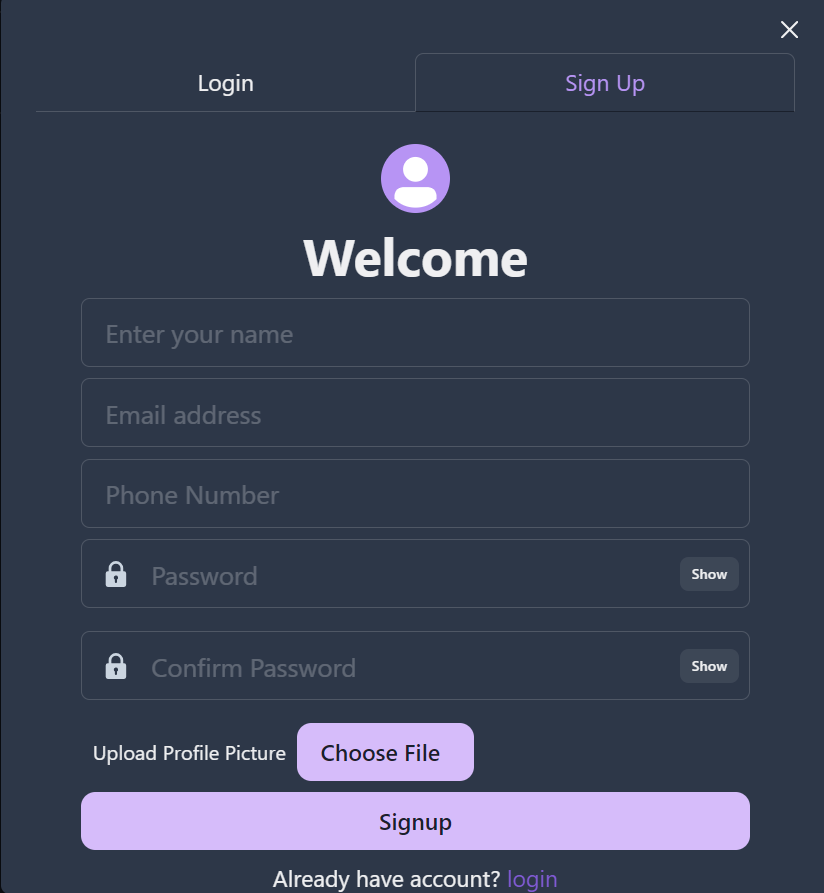 Login
Sign Up
Welcome
Enter your name
Email address
Phone Number
Password Show
Confirm Password Show
Upload Profile Picture Choose File
Signup
Already have account? login